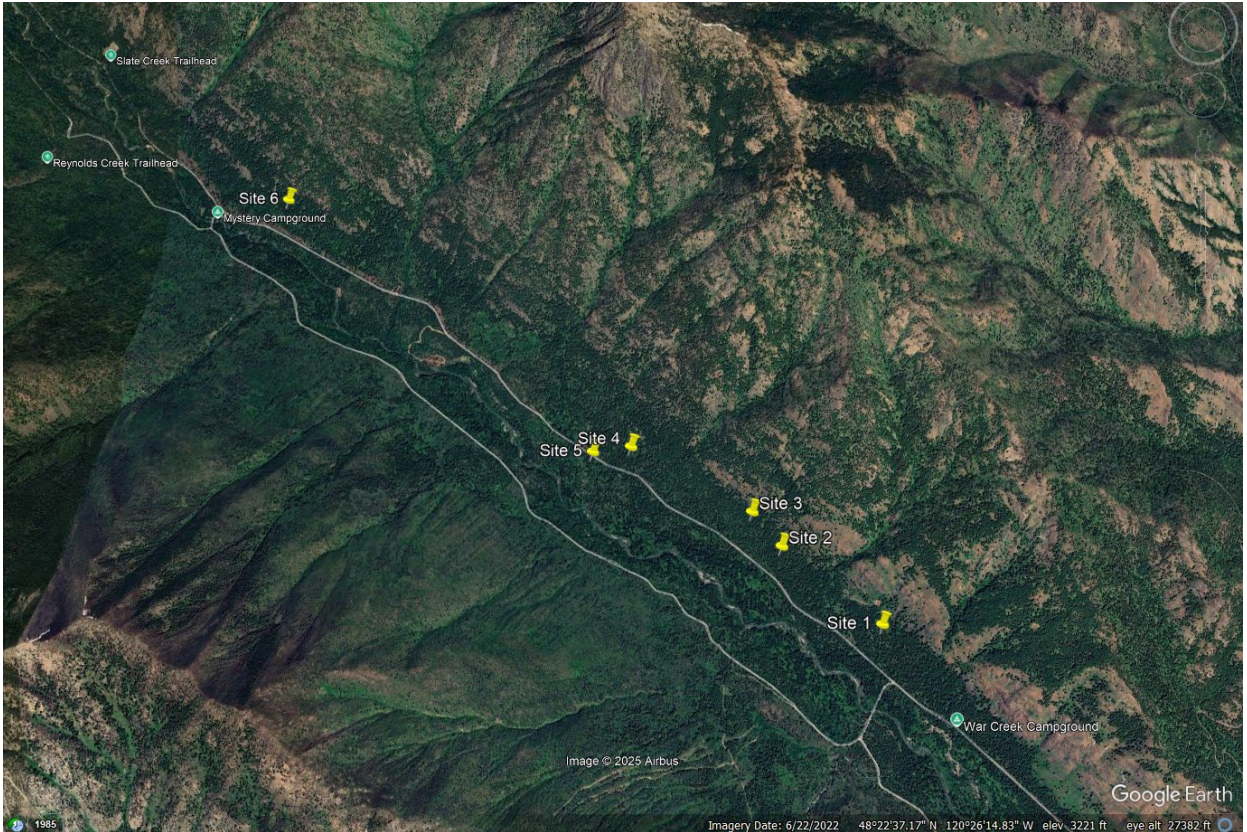 Slate Creek Trailhead
Reynolds Creek Trailhead
Site 6
Mystery Campground
Site 4
Site 5
Site 3
Site 2
Site 1
War Creek Campground
Image © 2025 Airbus
Google Earth
1985
Imagery Date: 6/22/2022 48°22'37.17" N 120°26'14.83" W elev 3221 ft eye alt 27382 ft